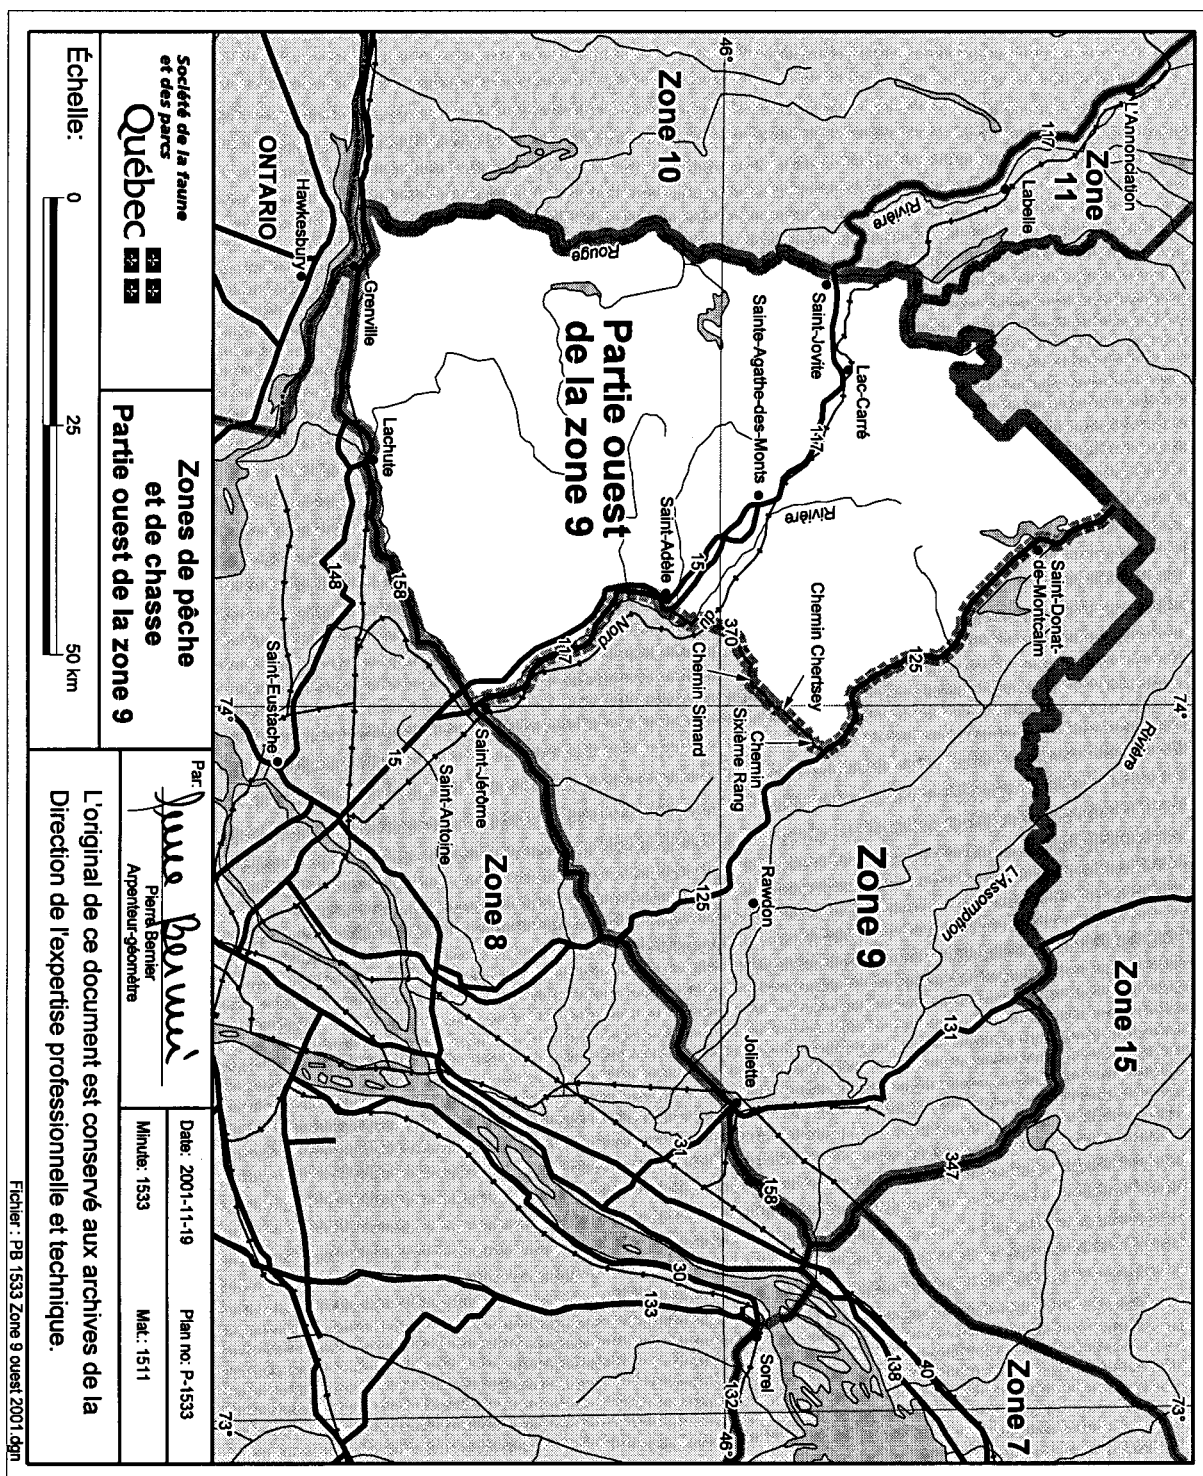 46°
74°
73°
L'Annonciation
117
Zone
11
Labelle
Rivière
Zone 10
Rouge
Saint-Jovite
Lac-Carré
Sainte-Agathe-des-Monts
117
Rivière
Saint-Donat-
de-Montcalm
Partie ouest
de la zone 9
Saint-Adèle
15
du
Nord
370
Chemin Chertsey
Chemin Simard
Chemin
Sixième Rang
125
117
Rivière
L'Assomption
Zone 15
Zone 9
Rawdon
125
131
347
Joliette
31
158
Zone 7
40
138
Sorel
132
30
133
46°
73°
Zone 8
Saint-Jérôme
Saint-Antoine
15
158
148
Lachute
Grenville
Hawkesbury
ONTARIO
Saint-Eustache
74°
73°
Société de la faune
et des parcs
Québec
Échelle:
0
25
50 km
Zones de pêche
et de chasse
Partie ouest de la zone 9
Par:
Pierre Bernier
Pierre Bernier
Arpenteur-géomètre
Date: 2001-11-19
Plan no: P-1533
Minute: 1533
Mat.: 1511
L'original de ce document est conservé aux archives de la
Direction de l'expertise professionnelle et technique.
Fichier : PB 1533 Zone 9 ouest 2001.dgn